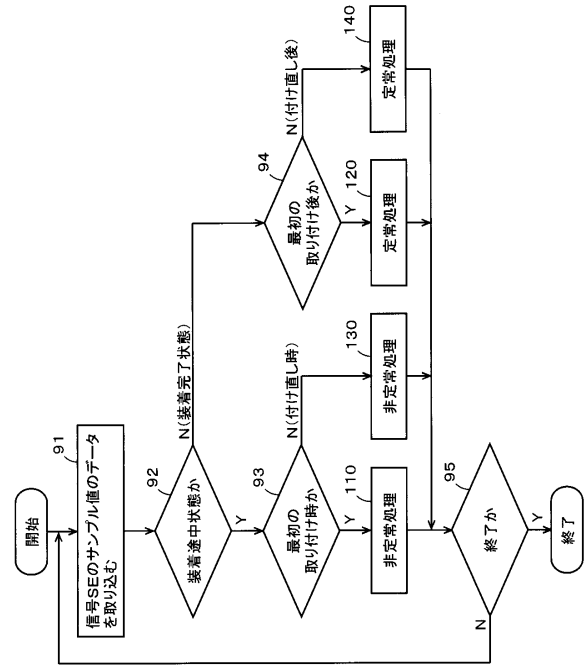 開始
91
信号SEのサンプル値のデータ
を取り込む
92
装着途中状態か
N(装着完了状態)
Y
93
最初の
取り付け時か
N(付け直し時)
Y
94
最初の
取り付け後か
N(付け直し後)
Y
110
非定常処理
130
非定常処理
120
定常処理
140
定常処理
95
終了か
N
Y
終了